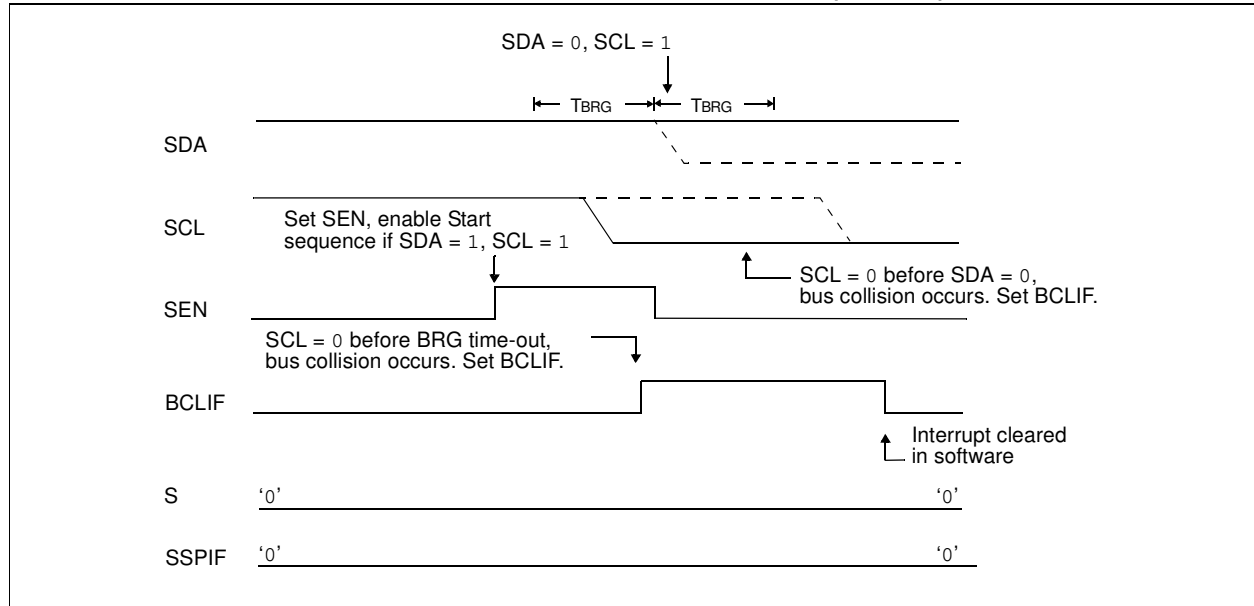 SDA = 0, SCL = 1
TBRG TBRG
SDA
SCL
Set SEN, enable Start
sequence if SDA = 1, SCL = 1
SCL = 0 before SDA = 0,
bus collision occurs. Set BCLIF.
SEN
SCL = 0 before BRG time-out,
bus collision occurs. Set BCLIF.
BCLIF
Interrupt cleared
in software
S ‘0’ ‘0’
SSPIF ‘0’ ‘0’